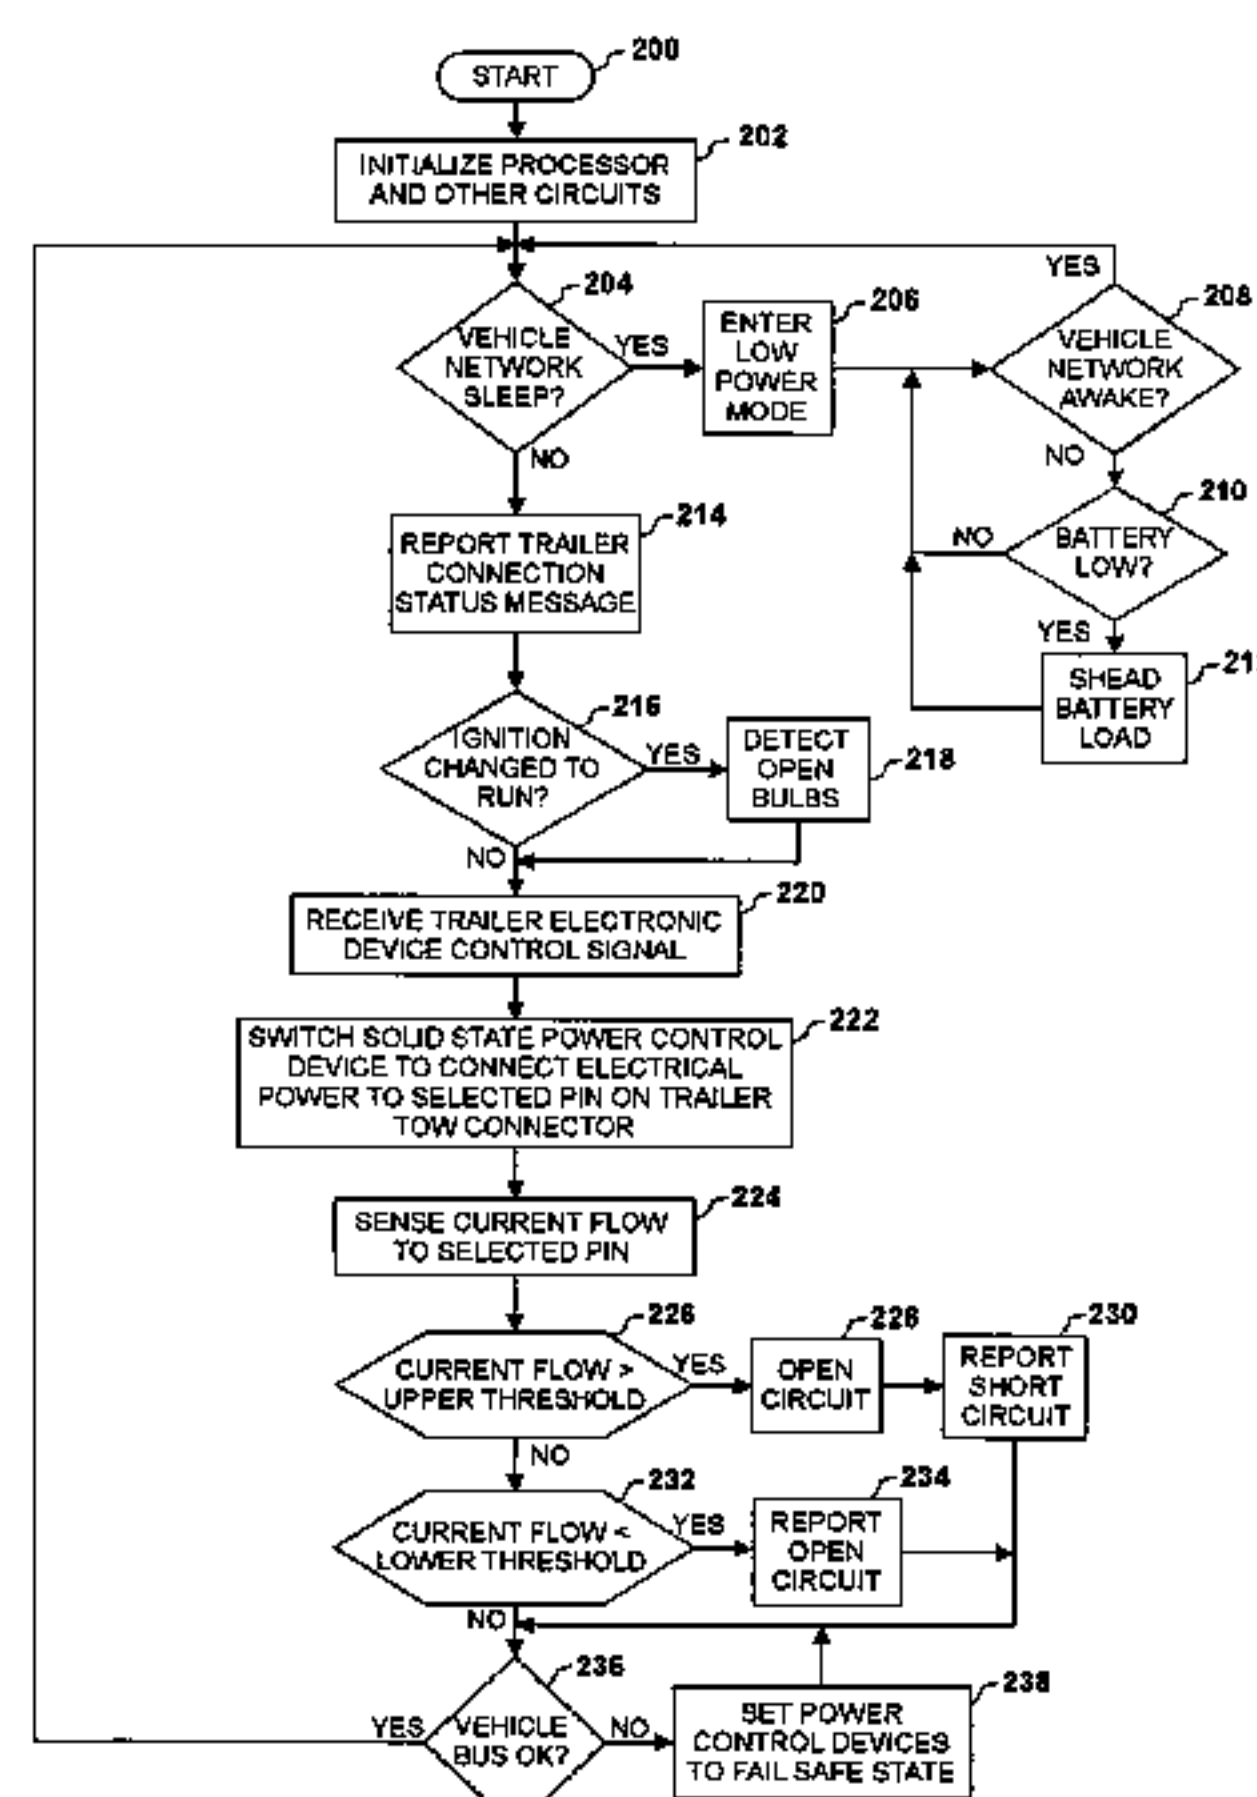 START
200
INITIALIZE PROCESSOR
AND OTHER CIRCUITS
202
VEHICLE
NETWORK
SLEEP?
204
YES
NO
ENTER
LOW
POWER
MODE
206
YES
VEHICLE
NETWORK
AWAKE?
208
NO
BATTERY
LOW?
210
NO
YES
SHEAD
BATTERY
LOAD
21
REPORT TRAILER
CONNECTION
STATUS MESSAGE
214
IGNITION
CHANGED TO
RUN?
216
YES
NO
DETECT
OPEN
BULBS
218
RECEIVE TRAILER ELECTRONIC
DEVICE CONTROL SIGNAL
220
SWITCH SOLID STATE POWER CONTROL
DEVICE TO CONNECT ELECTRICAL
POWER TO SELECTED PIN ON TRAILER
TOW CONNECTOR
222
SENSE CURRENT FLOW
TO SELECTED PIN
224
CURRENT FLOW >
UPPER THRESHOLD
226
YES
NO
OPEN
CIRCUIT
228
REPORT
SHORT
CIRCUIT
230
CURRENT FLOW <
LOWER THRESHOLD
232
YES
NO
REPORT
OPEN
CIRCUIT
234
VEHICLE
BUS OK?
236
YES
NO
SET POWER
CONTROL DEVICES
TO FAIL SAFE STATE
238